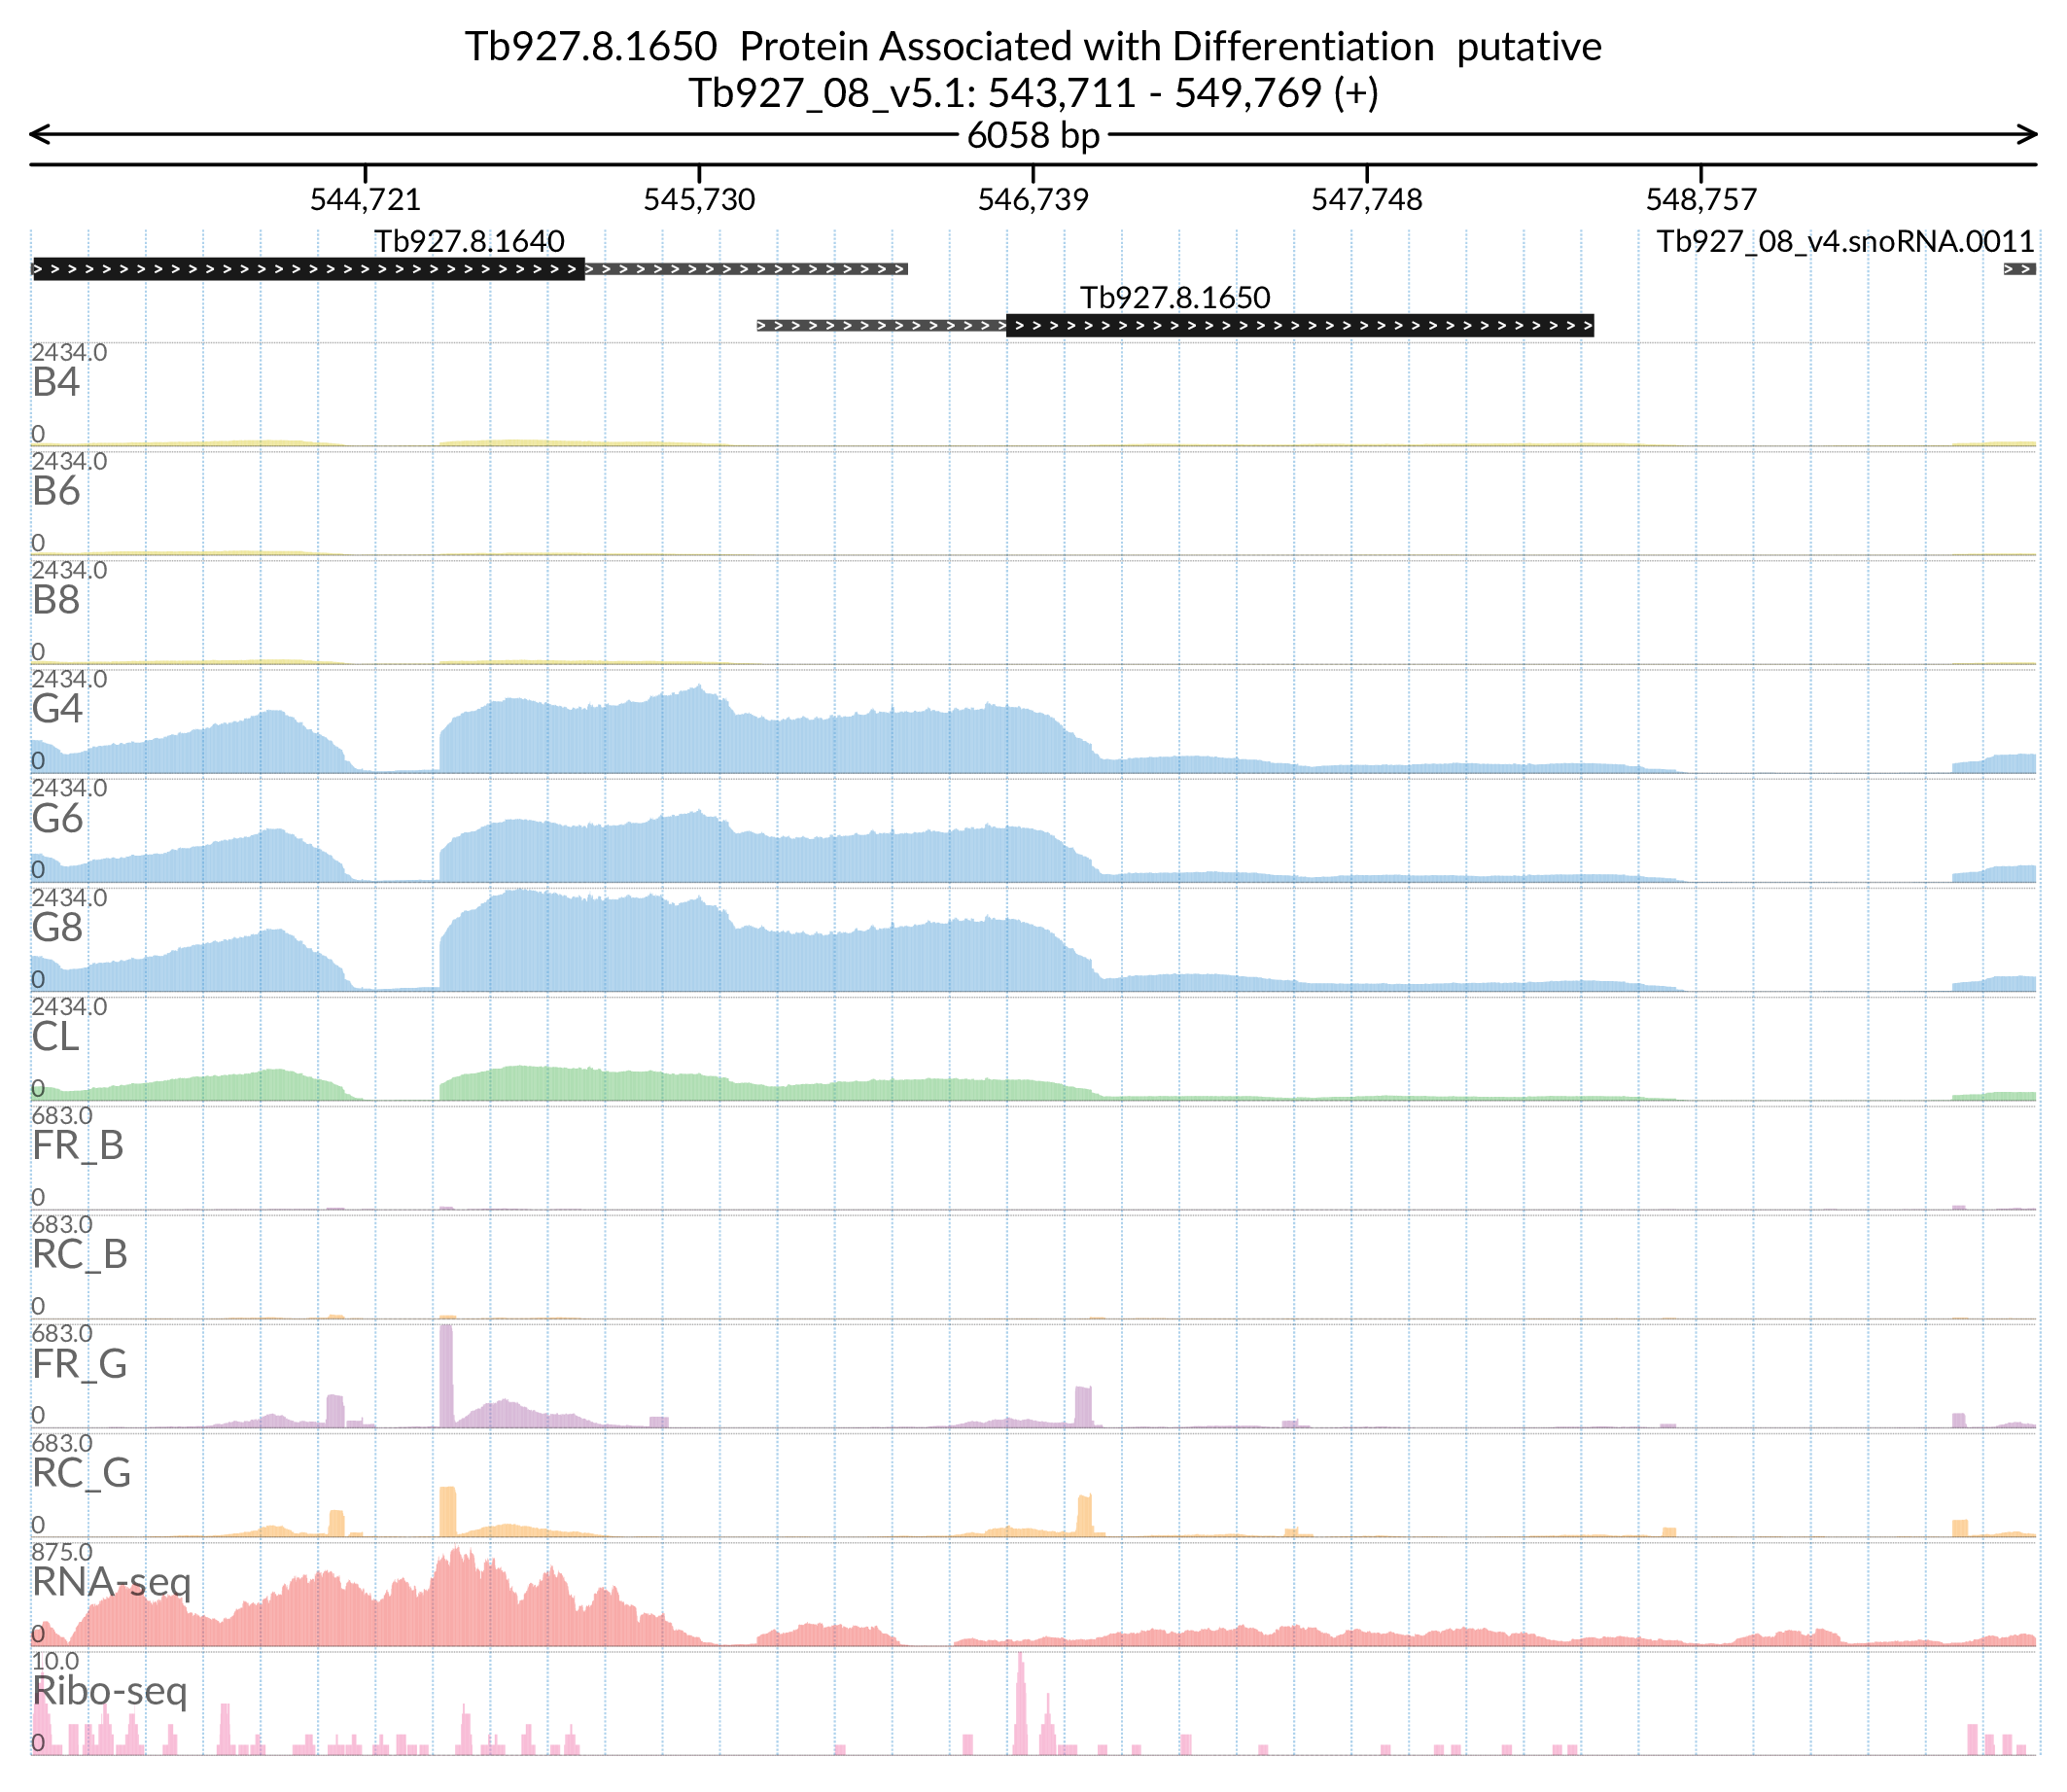 Tb927.8.1650  Protein Associated with Differentiation  putative
Tb927_08_v5.1: 543,711 - 549,769 (+)
6058 bp
544,721 545,730 546,739 547,748 548,757
Tb927.8.1640 Tb927_08_v4.snoRNA.0011
Tb927.8.1650
2434.0
B4
0
2434.0
B6
0
2434.0
B8
0
2434.0
G4
0
2434.0
G6
0
2434.0
G8
0
2434.0
CL
0
683.0
FR_B
0
683.0
RC_B
0
683.0
FR_G
0
683.0
RC_G
0
875.0
RNA-seq
0
10.0
Ribo-seq
0